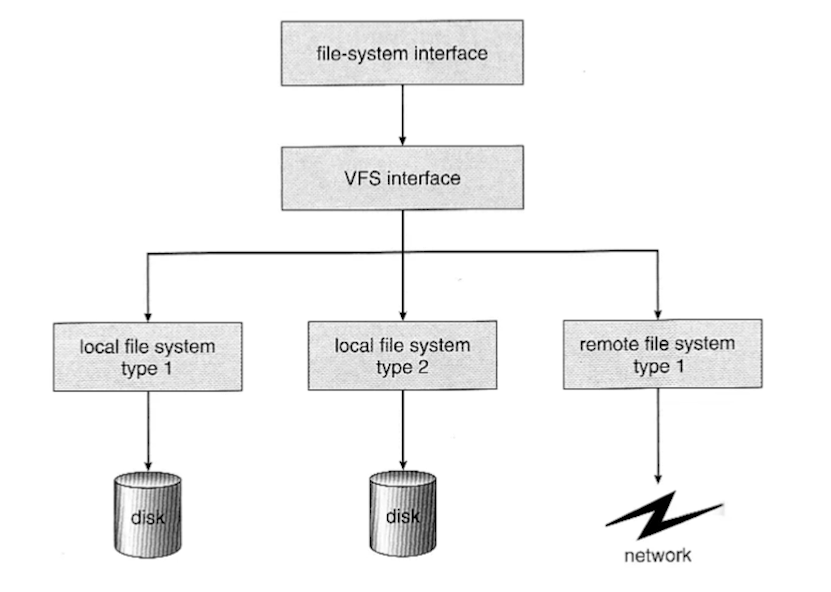 file-system interface
VFS interface
local file system
type 1
local file system
type 2
remote file system
type 1
disk
disk
network